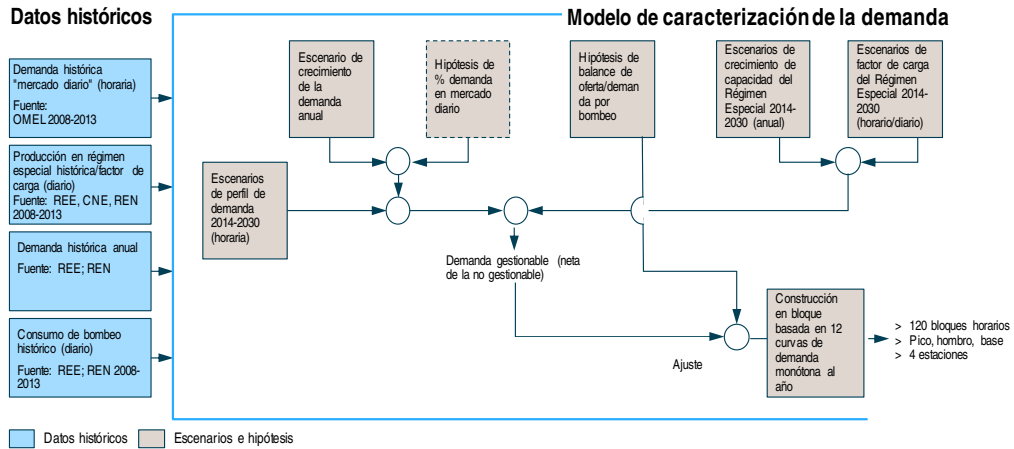 Datos históricos
Modelo de caracterización de la demanda
Demanda histórica
"mercado diario" (horaria)
Fuente:
OMEL 2008-2013
Producción en régimen
especial histórica/factor de
carga (diario)
Fuente: REE, CNE, REN
2008-2013
Demanda histórica anual
Fuente: REE; REN
Consumo de bombeo
histórico (diario)
Fuente: REE; REN 2008-
2013
Escenario de
crecimiento
de la
demanda
anual
Hipótesis de
% demanda
en mercado
diario
Hipótesis de
balance de
oferta/deman
da por
bombeo
Escenarios de
crecimiento de
capacidad del
Régimen
Especial 2014-
2030 (anual)
Escenarios de
factor de carga
del Régimen
Especial 2014-
2030
(horario/diario)
Escenarios
de perfil de
demanda
2014-2030
(horaria)
Demanda gestionable (neta
de la no gestionable)
Ajuste
Construcción
en bloque
basada en 12
curvas de
demanda
monótona al
año
> 120 bloques horarios
> Pico, hombro, base
> 4 estaciones
Datos históricos
Escenarios e hipótesis